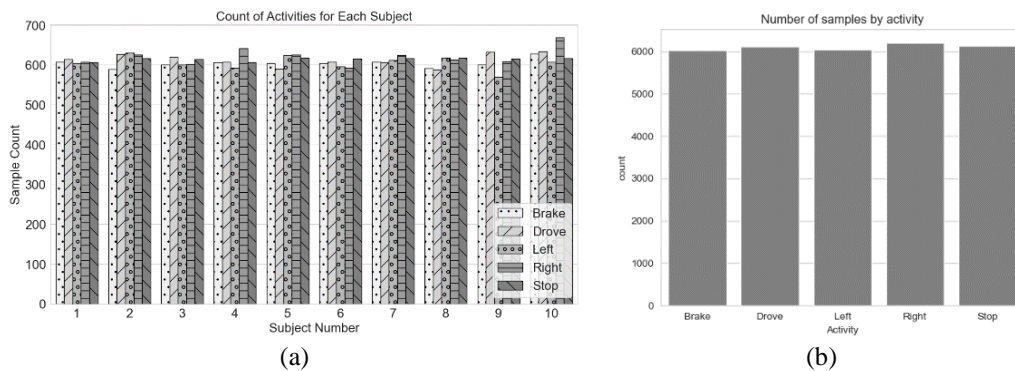 Count of Activities for Each Subject
Sample Count
700
600
500
400
300
200
100
0
Brake
Drove
Left
Right
Stop
1 2 3 4 5 6 7 8 9 10
Subject Number
(a)
Number of samples by activity
count
6000
5000
4000
3000
2000
1000
0
Brake Drove Left Right Stop
Activity
(b)